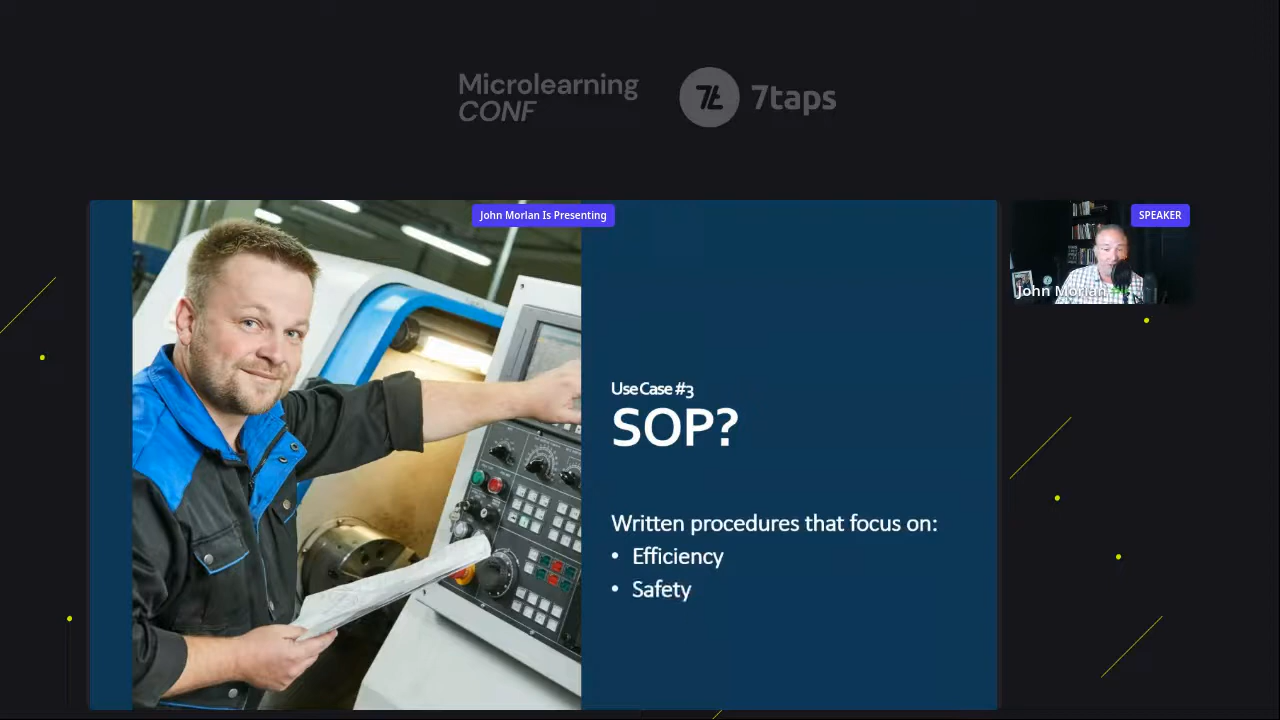 Microlearning
CONF
7t 7taps
John Morlan Is Presenting
SPEAKER
John Morlan
Use Case #3
SOP?
Written procedures that focus on:
• Efficiency
• Safety